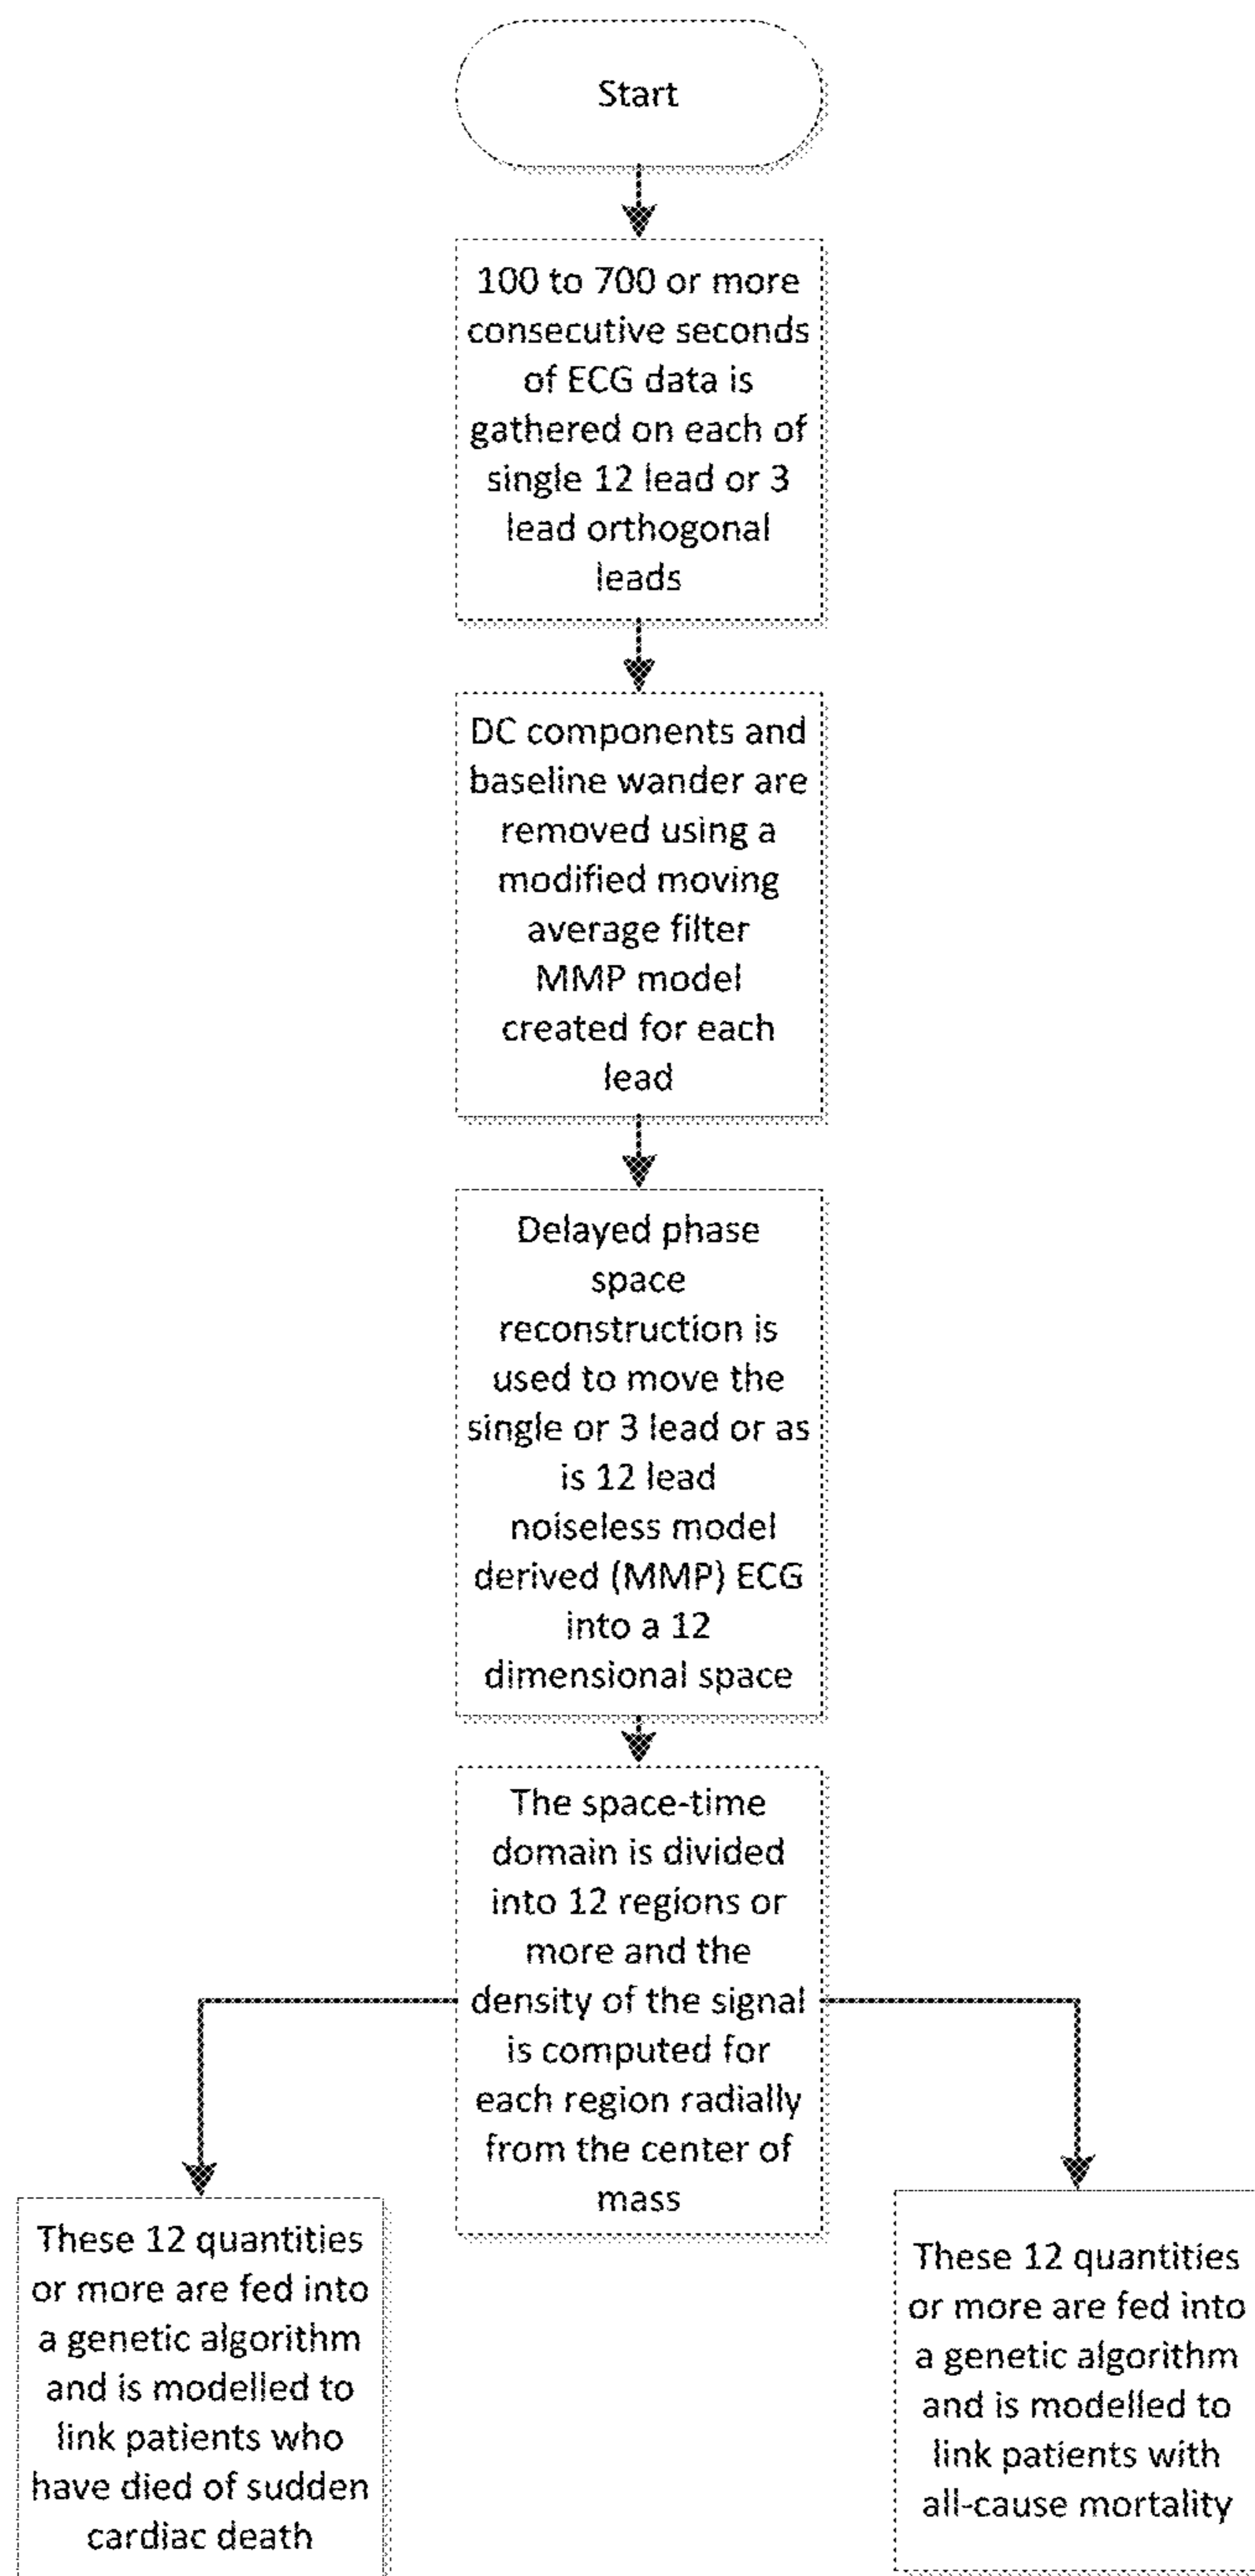 Start
100 to 700 or more
consecutive seconds
of ECG data is
gathered on each of
single 12 lead or 3
lead orthogonal
leads
DC components and
baseline wander are
removed using a
modified moving
average filter
MMP model
created for each
lead
Delayed phase
space
reconstruction is
used to move the
single or 3 lead or as
is 12 lead
noiseless model
derived (MMP) ECG
into a 12
dimensional space
The space-time
domain is divided
into 12 regions or
more and the
density of the signal
is computed for
each region radially
from the center of
mass
These 12 quantities
or more are fed into
a genetic algorithm
and is modelled to
link patients who
have died of sudden
cardiac death
These 12 quantities
or more are fed into
a genetic algorithm
and is modelled to
link patients with
all-cause mortality